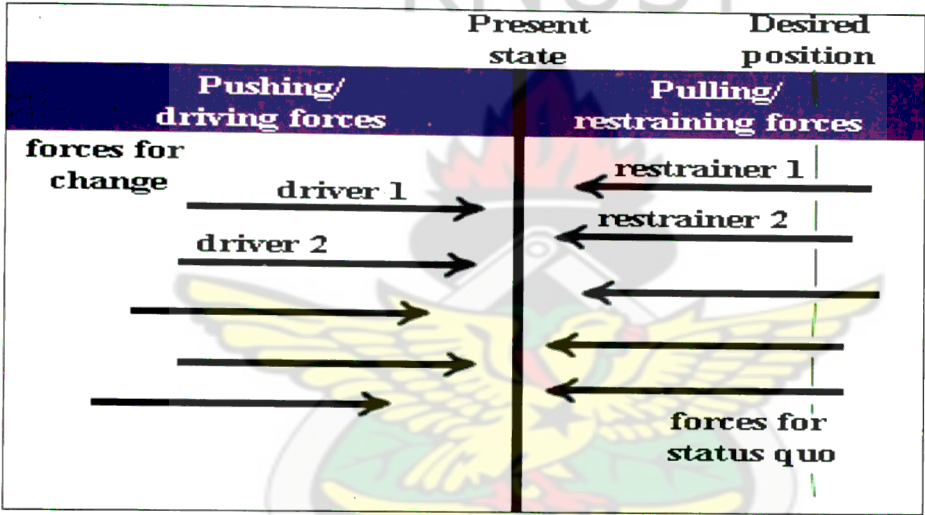 KNUST
Present
state
Desired
position
Pushing/
driving forces
Pulling/
restraining forces
forces for
change
driver 1
driver 2
restrainer 1
restrainer 2
forces for
status quo